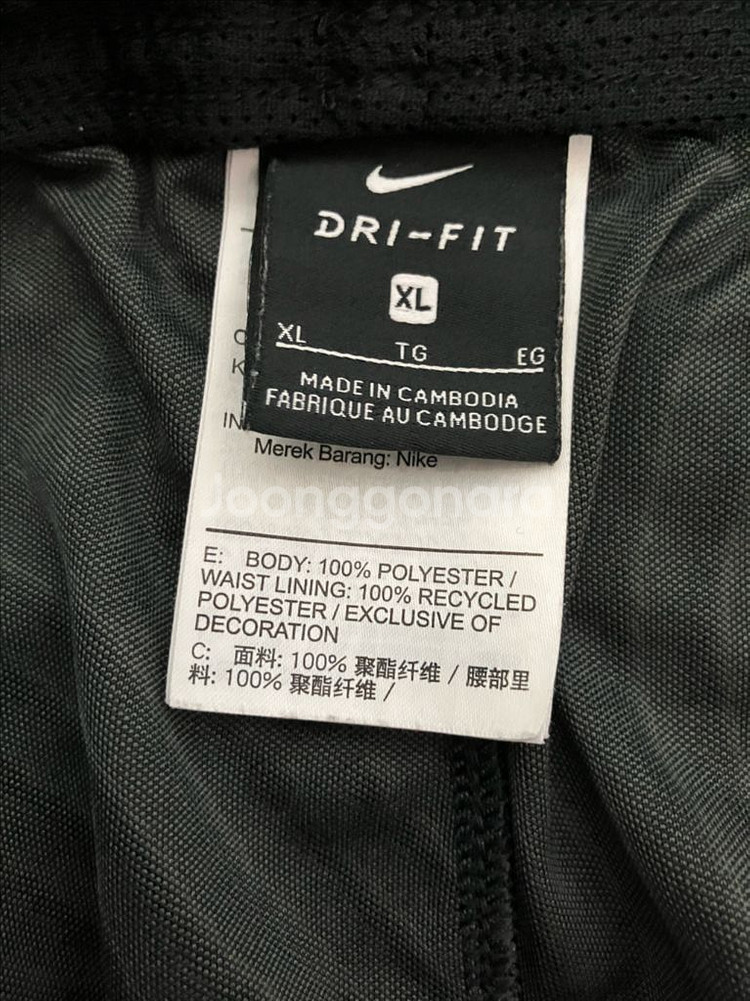 DRI-FIT
XL
XL TG EG
MADE IN CAMBODIA
FABRIQUE AU CAMBODGE
Merek Barang: Nike
Joonggonara
E: BODY: 100% POLYESTER /
WAIST LINING: 100% RECYCLED
POLYESTER / EXCLUSIVE OF
DECORATION
C: 面料: 100% 聚酯纤维 / 腰部里
料: 100% 聚酯纤维 /